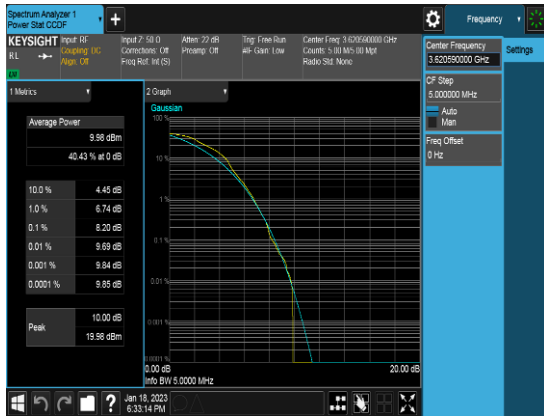 Spectrum Analyzer 1
Power Stat CCDF
Frequency
KEYSIGHT
RL
Input: RF
Coupling: DC
Align: Off
Input Z: 50 Ω
Corrections: Off
Freq Ref: Int (S)
Atten: 22 dB
Preamp: Off
Trig: Free Run
#IF Gain: Low
Center Freq: 3.620590000 GHz
Counts: 5.00 M/5.00 Mpt
Radio Std: None
Center Frequency
3.620590000 GHz
Settings
CF Step
5.000000 MHz
Auto
Man
Freq Offset
0 Hz
1 Metrics
2 Graph
Average Power
9.98 dBm
40.43 % at 0 dB
10.0 % 4.45 dB
1.0 % 6.74 dB
0.1 % 8.20 dB
0.01 % 9.69 dB
0.001 % 9.84 dB
0.0001 % 9.85 dB
Peak
10.00 dB
19.98 dBm
Gaussian
100 %
10 %
1 %
0.1 %
0.01 %
0.001 %
0.0001 %
0.00 dB
20.00 dB
Info BW 5.0000 MHz
Jan 18, 2023
6:33:14 PM